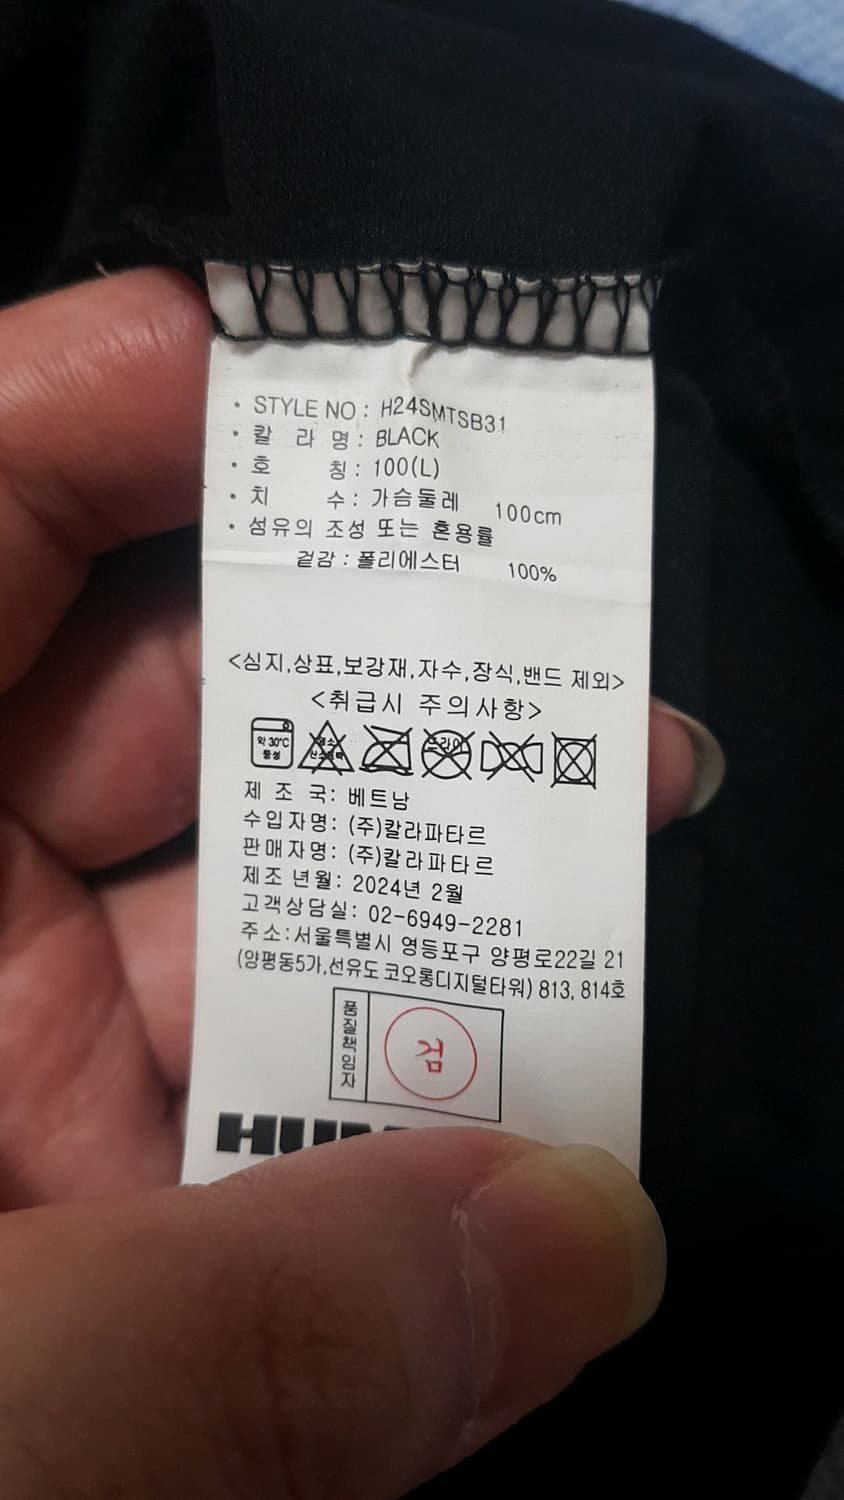 · STYLE NO : H24SMTSB31
· 칼 라 명 : BLACK
· 호 칭 : 100(L)
· 치 수 : 가슴둘레 100cm
· 섬유의 조성 또는 혼용률
겉감 : 폴리에스터 100%
<심지,상표,보강재,자수,장식,밴드 제외>
<취급시 주의사항>
약 30℃
중성
제 조 국: 베트남
수입자명: (주)칼라파타르
판매자명: (주)칼라파타르
제조 년월: 2024년 2월
고객상담실: 02-6949-2281
주소:서울특별시 영등포구 양평로22길 21
(양평동5가,선유도 코오롱디지털타워) 813, 814호
품질책임자
검